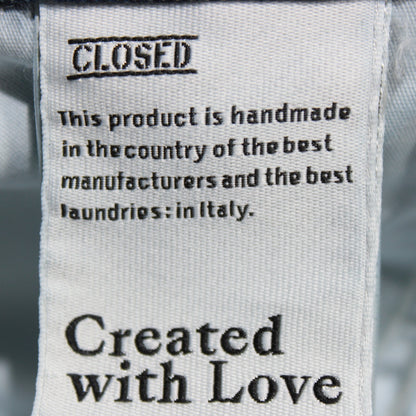 CLOSED
This product is handmade
in the country of the best
manufacturers and the best
laundries: in Italy.
Created
with Love